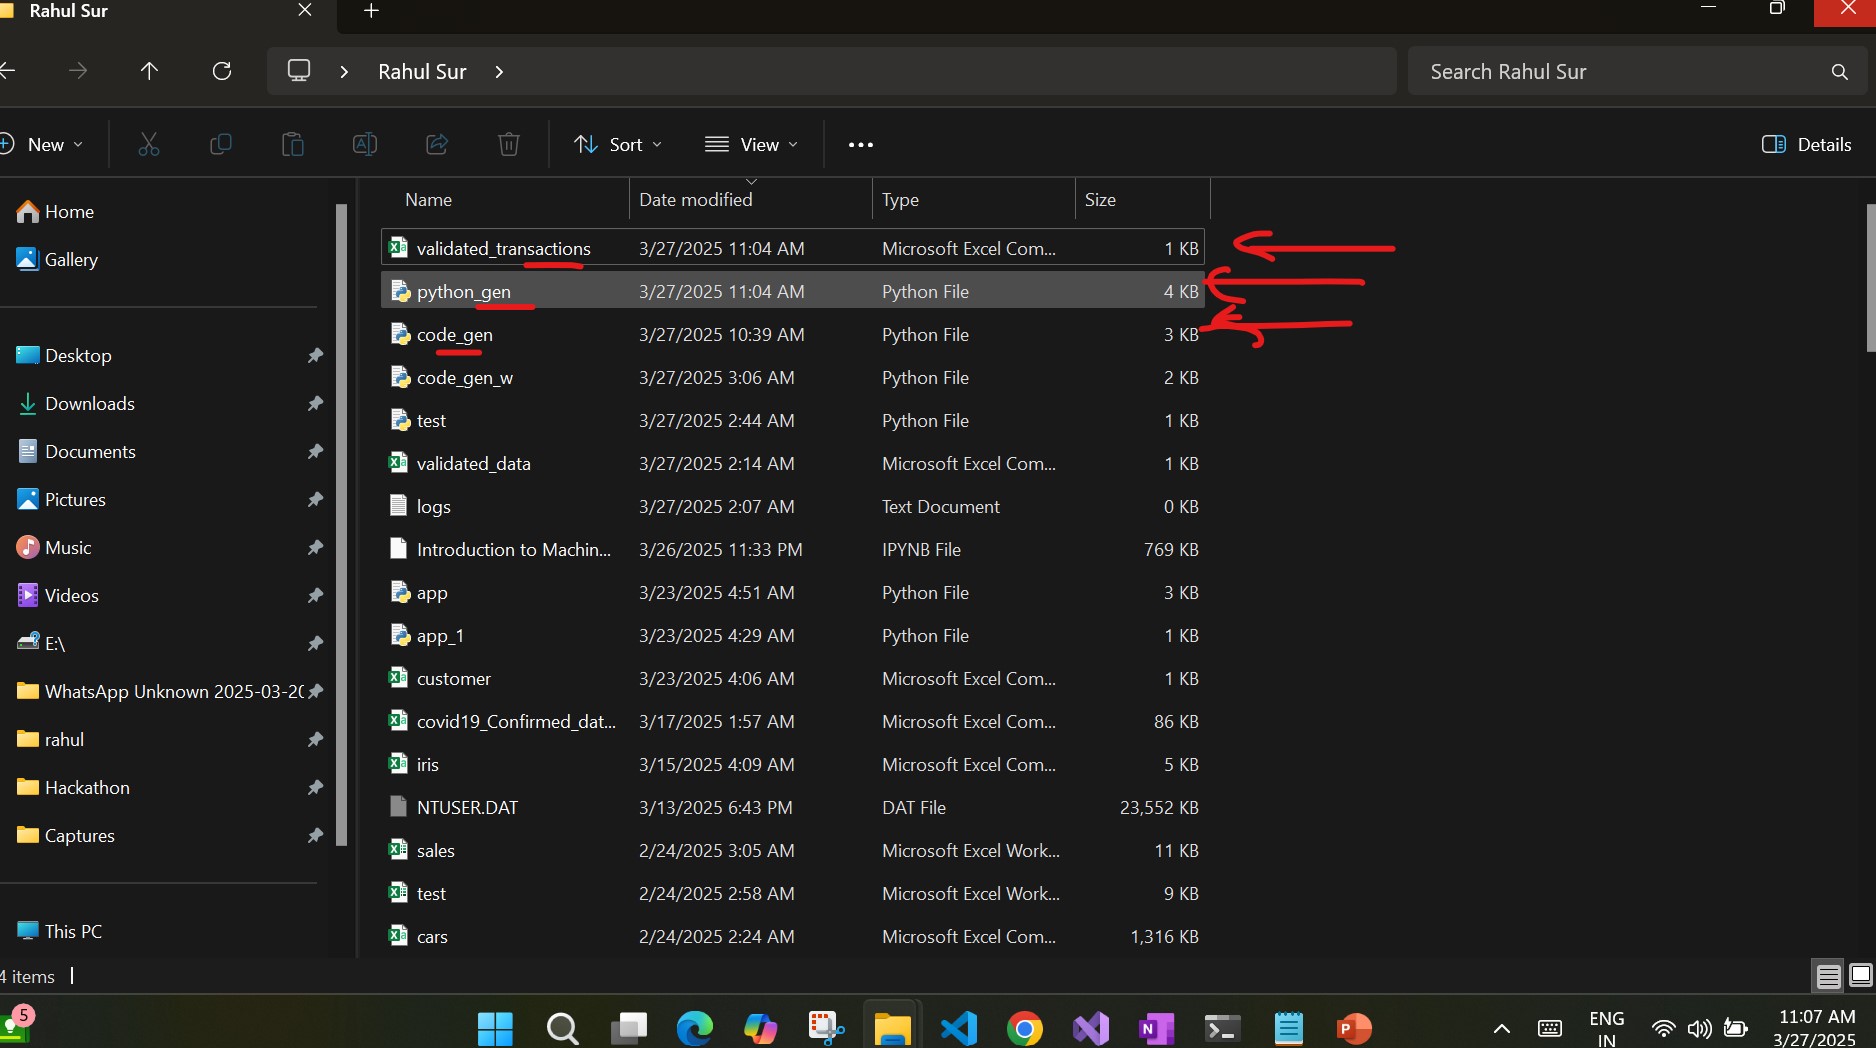 Rahul Sur
Rahul Sur
Search Rahul Sur
New
Sort
View
Details
Name Date modified Type Size
validated_transactions 3/27/2025 11:04 AM Microsoft Excel Com... 1 KB
python_gen 3/27/2025 11:04 AM Python File 4 KB
code_gen 3/27/2025 10:39 AM Python File 3 KB
code_gen_w 3/27/2025 3:06 AM Python File 2 KB
test 3/27/2025 2:44 AM Python File 1 KB
validated_data 3/27/2025 2:14 AM Microsoft Excel Com... 1 KB
logs 3/27/2025 2:07 AM Text Document 0 KB
Introduction to Machin... 3/26/2025 11:33 PM IPYNB File 769 KB
app 3/23/2025 4:51 AM Python File 3 KB
app_1 3/23/2025 4:29 AM Python File 1 KB
customer 3/23/2025 4:06 AM Microsoft Excel Com... 1 KB
covid19_Confirmed_dat... 3/17/2025 1:57 AM Microsoft Excel Com... 86 KB
iris 3/15/2025 4:09 AM Microsoft Excel Com... 5 KB
NTUSER.DAT 3/13/2025 6:43 PM DAT File 23,552 KB
sales 2/24/2025 3:05 AM Microsoft Excel Work... 11 KB
test 2/24/2025 2:58 AM Microsoft Excel Work... 9 KB
cars 2/24/2025 2:24 AM Microsoft Excel Com... 1,316 KB
Home
Gallery
Desktop
Downloads
Documents
Pictures
Music
Videos
E:\
WhatsApp Unknown 2025-03-20
rahul
Hackathon
Captures
This PC
4 items
5
ENG
IN
11:07 AM
3/27/2025